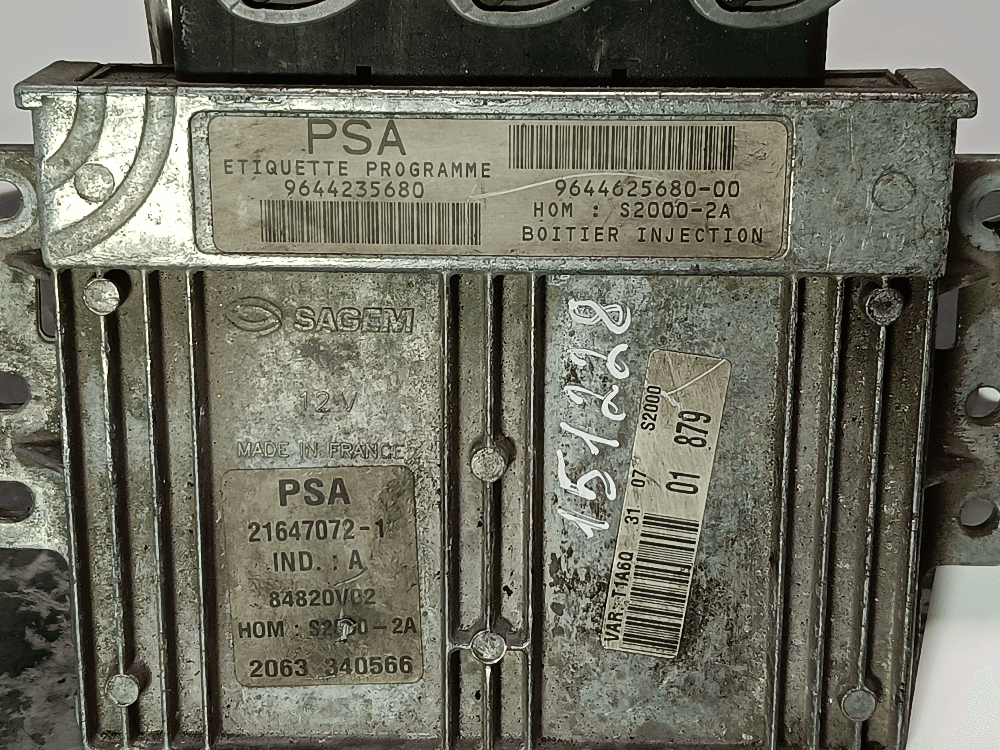 PSA
ETIQUETTE PROGRAMME
9644235680
9644625680-00
HOM : S2000-2A
BOITIER INJECTION
SAGEM
12V
MADE IN FRANCE
PSA
21647072-1
IND. : A
84820V02
HOM : S2000-2A
2063 340566
151228
S2000
01 879
VAR T1A6Q 31 07